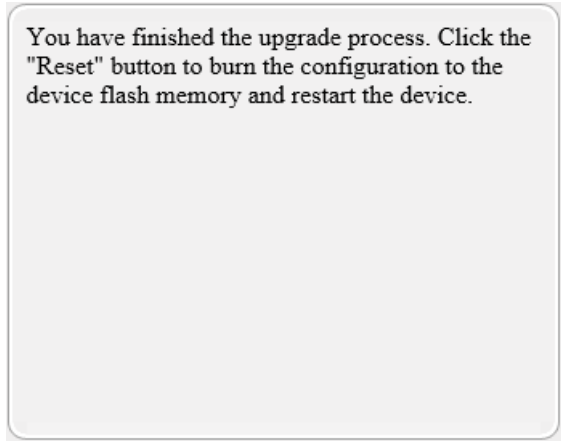 You have finished the upgrade process. Click the
"Reset" button to burn the configuration to the
device flash memory and restart the device.